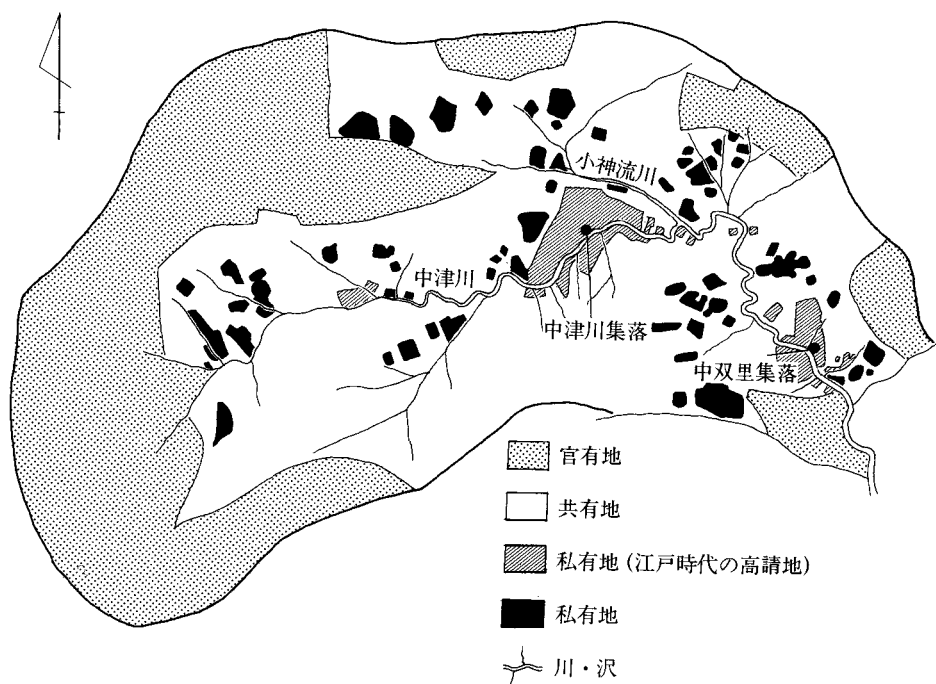 小神流川
中津川
中津川集落
中双里集落
官有地
共有地
私有地 (江戸時代の高請地)
私有地
川・沢